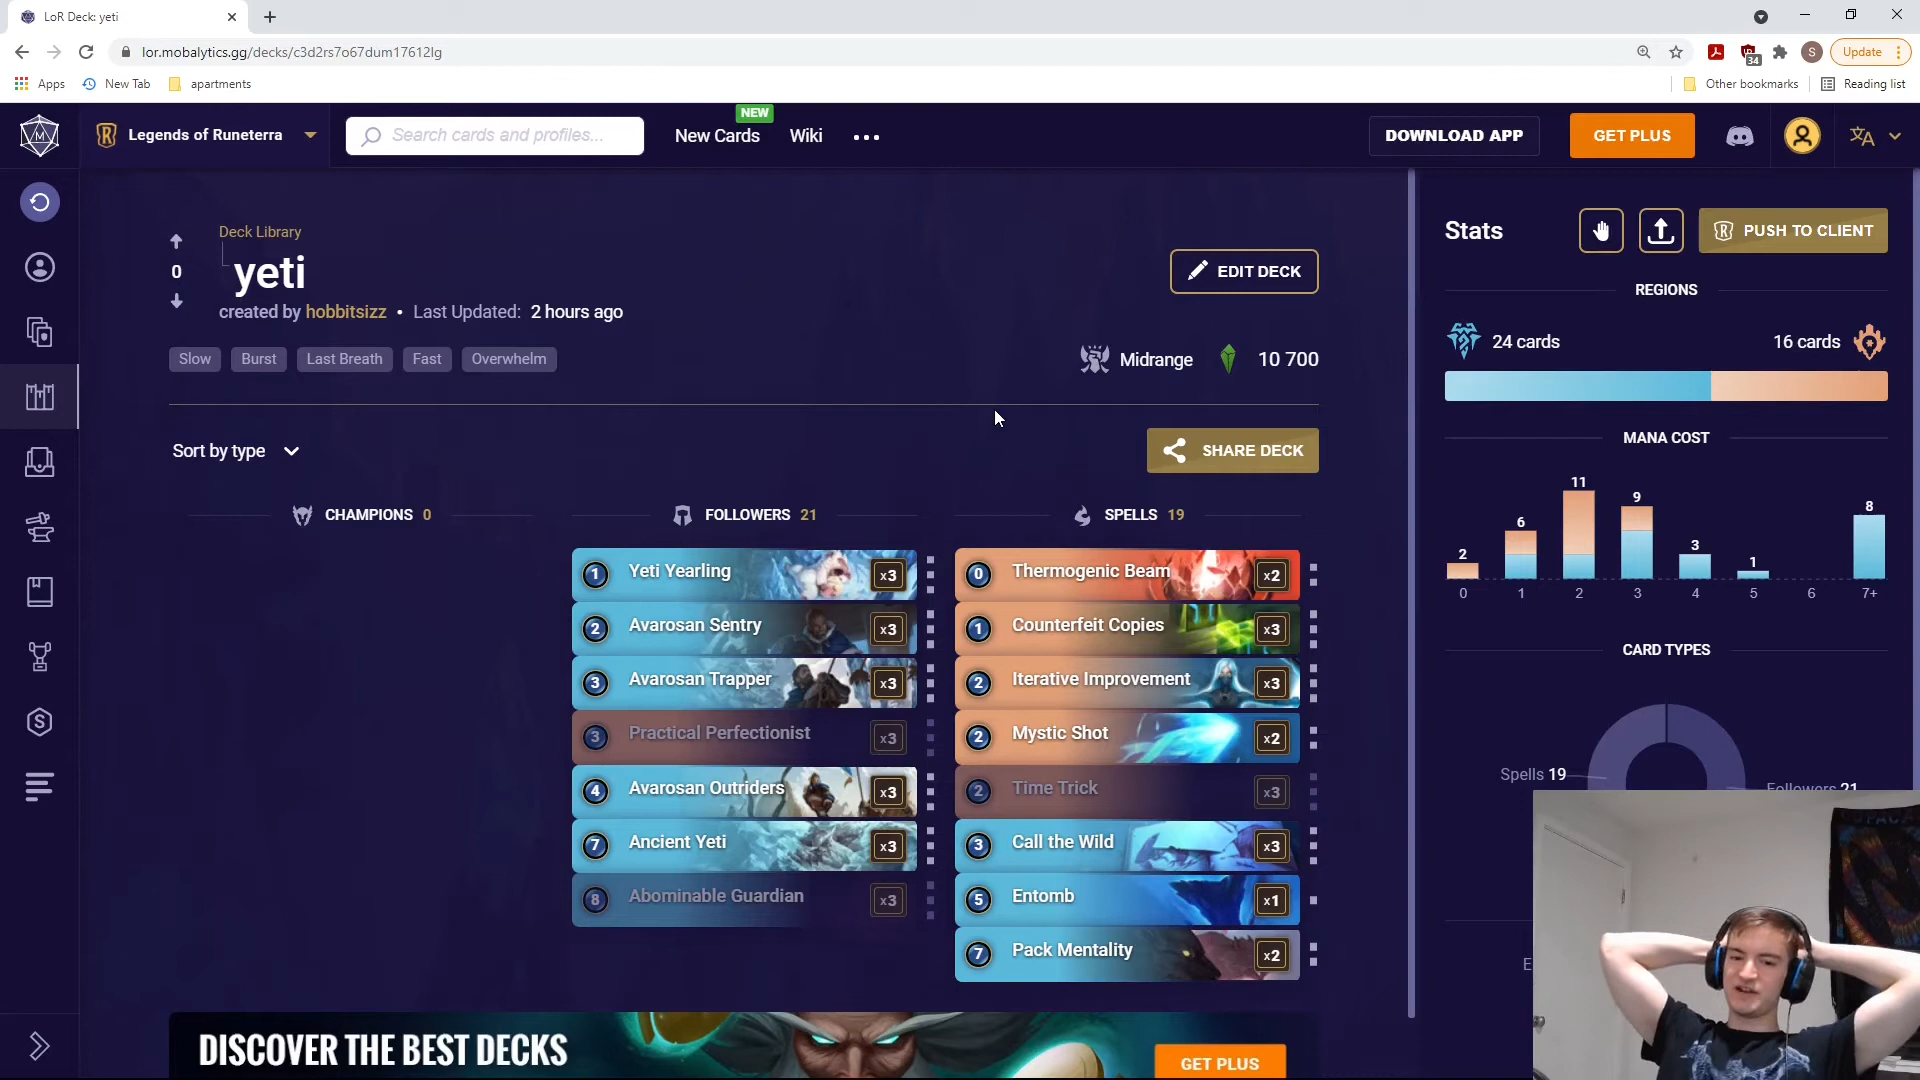 LoR Deck: yeti
lor.mobalytics.gg/decks/c3d2rs7o67dum17612lg
34
S
Update
Apps
New Tab
apartments
Other bookmarks
Reading list
M
Legends of Runeterra
Search cards and profiles...
New Cards
NEW
Wiki
DOWNLOAD APP
GET PLUS
Deck Library
0
yeti
created by hobbitsizz • Last Updated: 2 hours ago
EDIT DECK
Slow
Burst
Last Breath
Fast
Overwhelm
Midrange
10 700
Sort by type
SHARE DECK
CHAMPIONS 0
FOLLOWERS 21
1 Yeti Yearling x3
2 Avarosan Sentry x3
3 Avarosan Trapper x3
3 Practical Perfectionist x3
4 Avarosan Outriders x3
7 Ancient Yeti x3
8 Abominable Guardian x3
SPELLS 19
0 Thermogenic Beam x2
1 Counterfeit Copies x3
2 Iterative Improvement x3
2 Mystic Shot x2
2 Time Trick x3
3 Call the Wild x3
5 Entomb x1
7 Pack Mentality x2
DISCOVER THE BEST DECKS
GET PLUS
Stats
PUSH TO CLIENT
REGIONS
24 cards
16 cards
MANA COST
2 6 11 9 3 1 8
0 1 2 3 4 5 6 7+
CARD TYPES
Spells 19
Followers 21
E